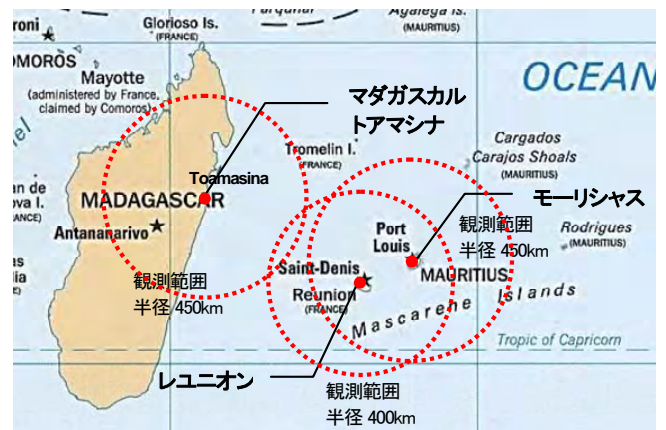 Glorioso Is.
(FRANCE)
Agalega Is.
(MAURITIUS)
Mayotte
(administered by France,
claimed by Comoros)
OCEAN
マダガスカル
トアマシナ
Tromelin I.
(FRANCE)
Cargados
Carajos Shoals
(MAURITIUS)
Toamasina
MADAGASCAR
Antananarivo
モーリシャス
Port
Louis
観測範囲
半径 450km
Rodrigues
(MAURITIUS)
Saint-Denis
MAURITIUS
観測範囲
半径 450km
Reunion
(FRANCE)
Mascarene Islands
Tropic of Capricorn
レユニオン
観測範囲
半径 400km